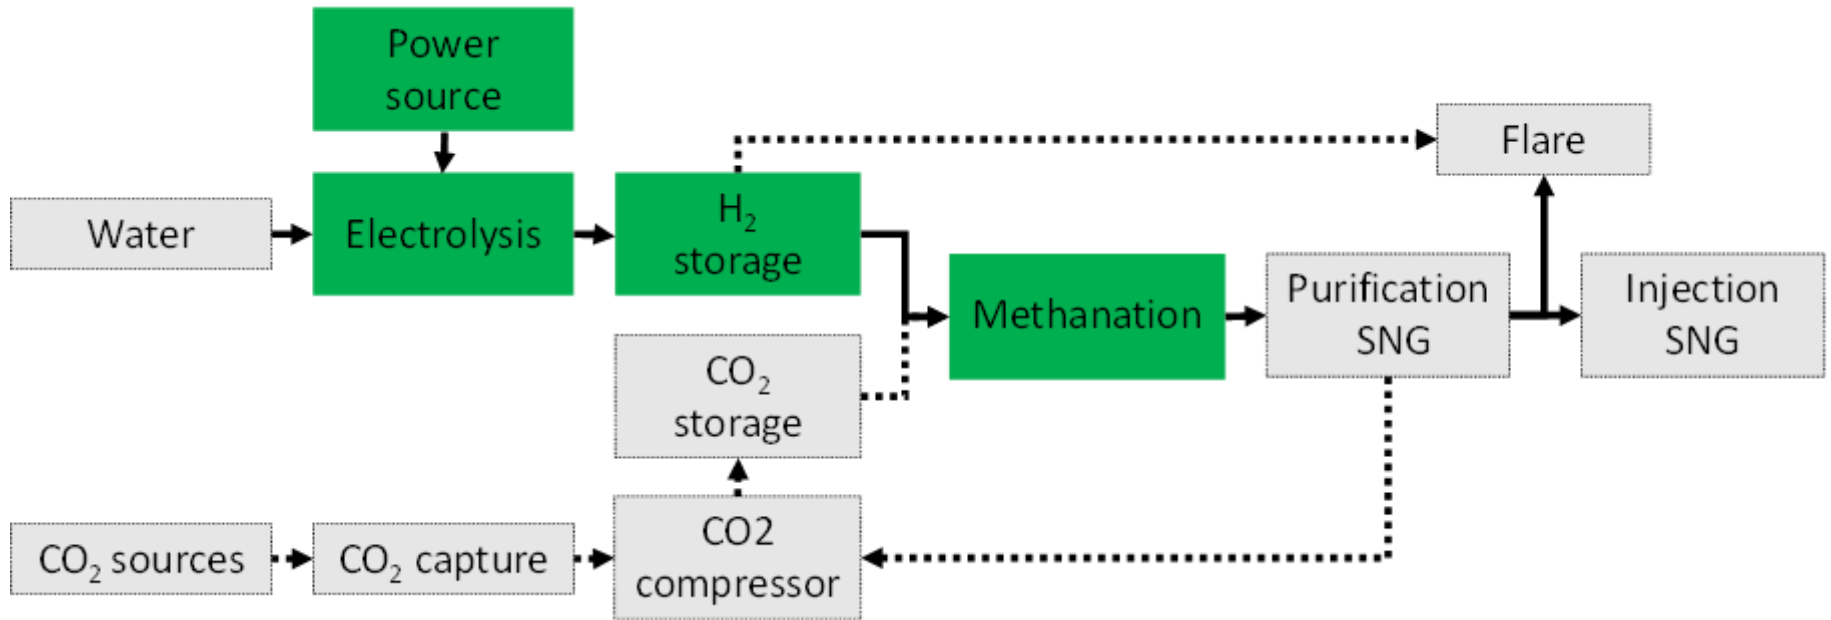 Power
source
Flare
Water
Electrolysis
H₂
storage
Methanation
Purification
SNG
Injection
SNG
CO₂
storage
CO₂ sources
CO₂ capture
CO2
compressor